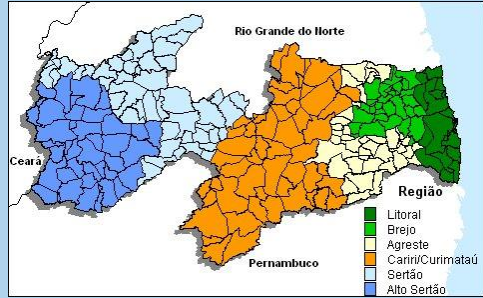 Rio Grande do Norte
Ceará
Pernambuco
Região
Litoral
Brejo
Agreste
Cariri/Curimataú
Sertão
Alto Sertão